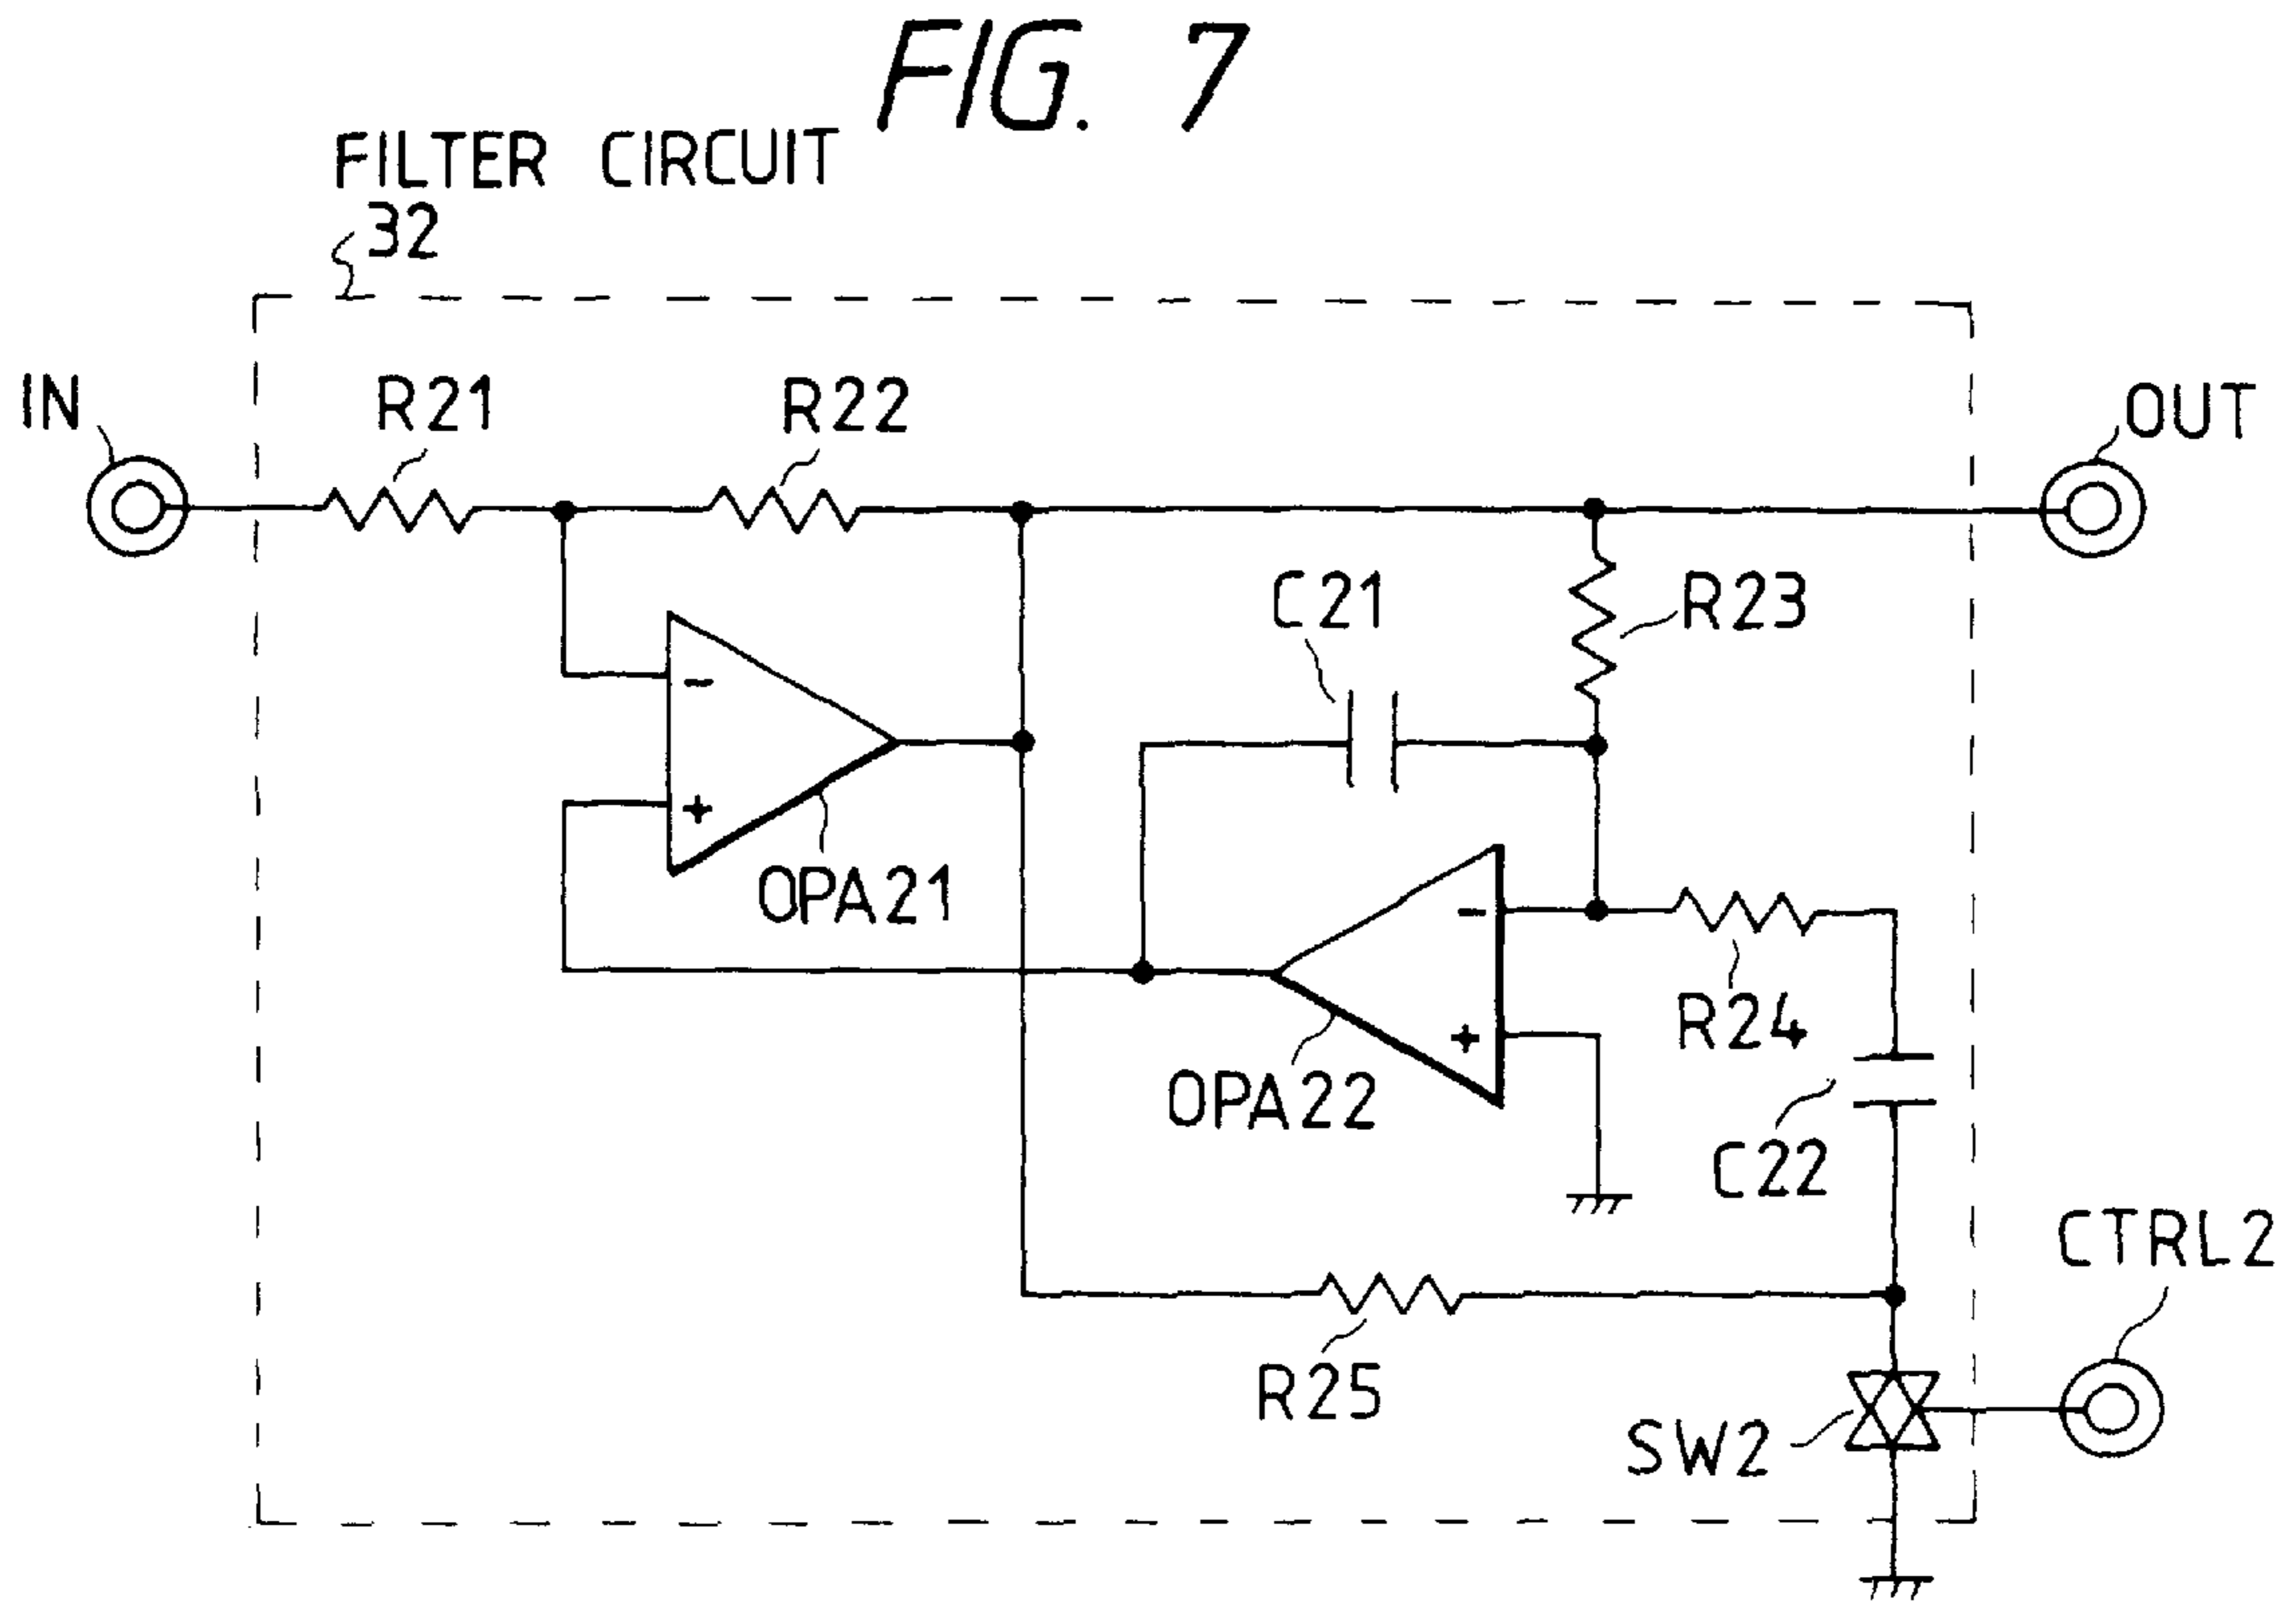 FIG. 7
FILTER CIRCUIT
32
IN
R21
R22
OUT
C21
R23
-
+
OPA21
-
+
R24
OPA22
C22
CTRL2
R25
SW2